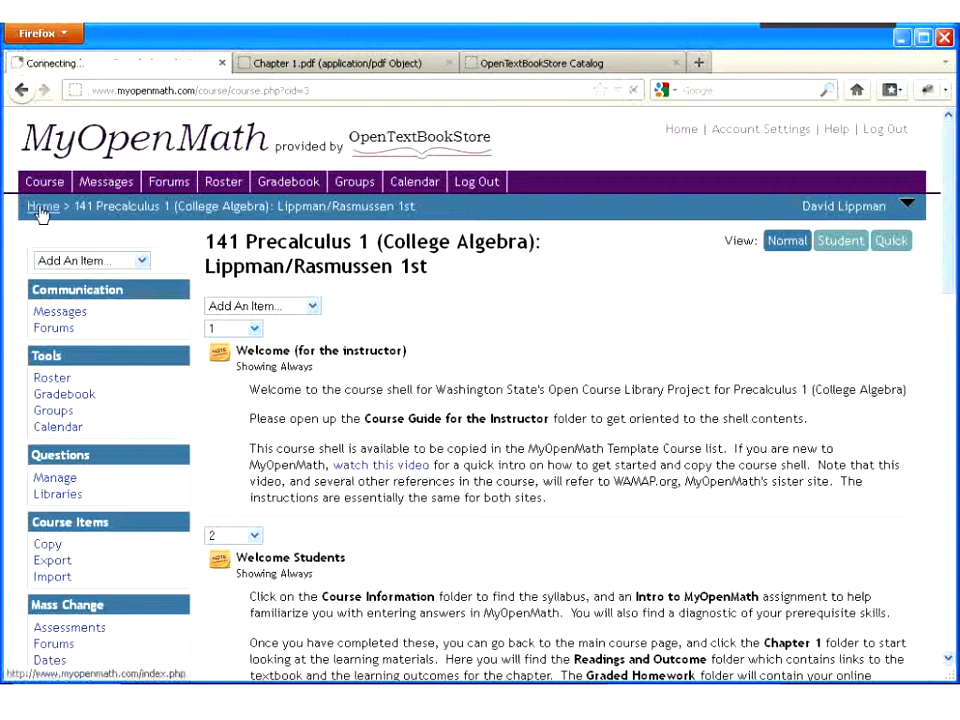 Firefox
Connecting...
Chapter 1.pdf (application/pdf Object)
OpenTextBookStore Catalog
www.myopenmath.com/course/course.php?cid=3
Google
MyOpenMath provided by OpenTextBookStore
Home | Account Settings | Help | Log Out
Course Messages Forums Roster Gradebook Groups Calendar Log Out
Home > 141 Precalculus 1 (College Algebra): Lippman/Rasmussen 1st
David Lippman
141 Precalculus 1 (College Algebra):
Lippman/Rasmussen 1st
View: Normal Student Quick
Add An Item...
Communication
Messages
Forums
Tools
Roster
Gradebook
Groups
Calendar
Questions
Manage
Libraries
Course Items
Copy
Export
Import
Mass Change
Assessments
Forums
Dates
http://www.myopenmath.com/index.php
Add An Item...
1
NOTE
Welcome (for the instructor)
Showing Always
Welcome to the course shell for Washington State's Open Course Library Project for Precalculus 1 (College Algebra)
Please open up the Course Guide for the Instructor folder to get oriented to the shell contents.
This course shell is available to be copied in the MyOpenMath Template Course list. If you are new to
MyOpenMath, watch this video for a quick intro on how to get started and copy the course shell. Note that this
video, and several other references in the course, will refer to WAMAP.org, MyOpenMath's sister site. The
instructions are essentially the same for both sites.
2
NOTE
Welcome Students
Showing Always
Click on the Course Information folder to find the syllabus, and an Intro to MyOpenMath assignment to help
familiarize you with entering answers in MyOpenMath. You will also find a diagnostic of your prerequisite skills.
Once you have completed these, you can go back to the main course page, and click the Chapter 1 folder to start
looking at the learning materials. Here you will find the Readings and Outcome folder which contains links to the
textbook and the learning outcomes for the chapter. The Graded Homework folder will contain your online